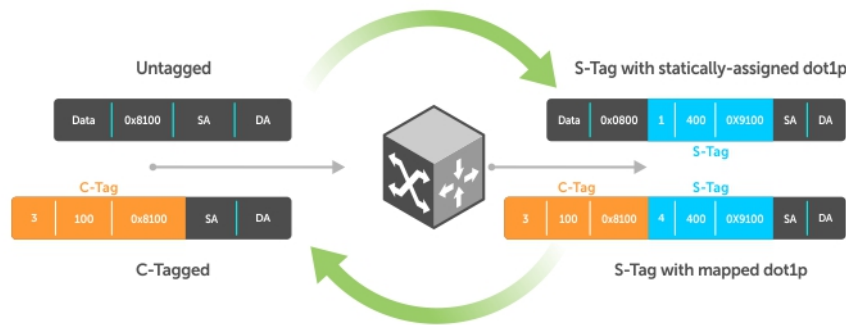 Untagged
S-Tag with statically-assigned dot1p
Data 0x8100 SA DA
Data 0x0800 1 400 0X9100 SA DA
S-Tag
C-Tag
C-Tag S-Tag
3 100 0x8100 SA DA
3 100 0x8100 4 400 0X9100 SA DA
C-Tagged
S-Tag with mapped dot1p